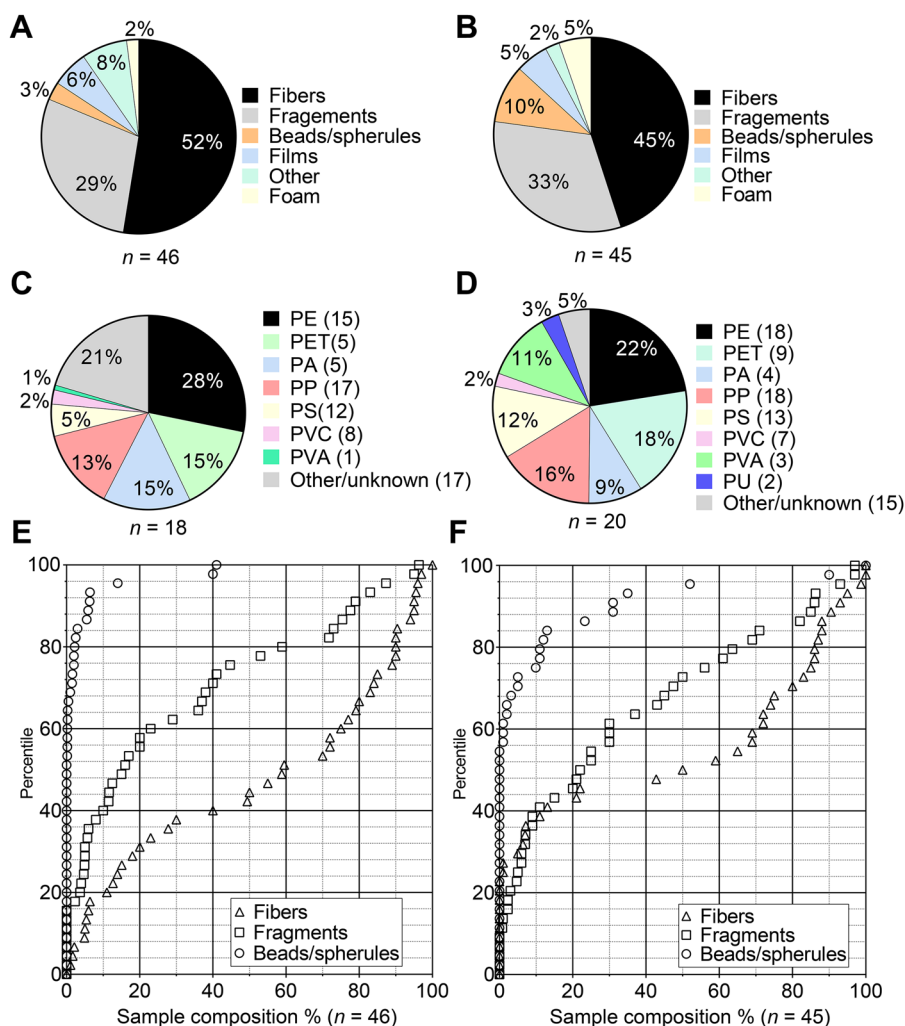 A
2%
8%
6%
3%
52%
29%
Fibers
Fragements
Beads/spherules
Films
Other
Foam
n = 46
B
5%
2%
5%
10%
45%
33%
Fibers
Fragements
Beads/spherules
Films
Other
Foam
n = 45
C
21%
28%
1%
2%
5%
13%
15%
15%
PE (15)
PET(5)
PA (5)
PP (17)
PS(12)
PVC (8)
PVA (1)
Other/unknown (17)
n = 18
D
5%
3%
11%
22%
2%
12%
18%
16%
9%
PE (18)
PET (9)
PA (4)
PP (18)
PS (13)
PVC (7)
PVA (3)
PU (2)
Other/unknown (15)
n = 20
E
100
80
60
40
20
0
Percentile
Fibers
Fragments
Beads/spherules
0 20 40 60 80 100
Sample composition % (n = 46)
F
100
80
60
40
20
0
Percentile
Fibers
Fragments
Beads/spherules
0 20 40 60 80 100
Sample composition % (n = 45)